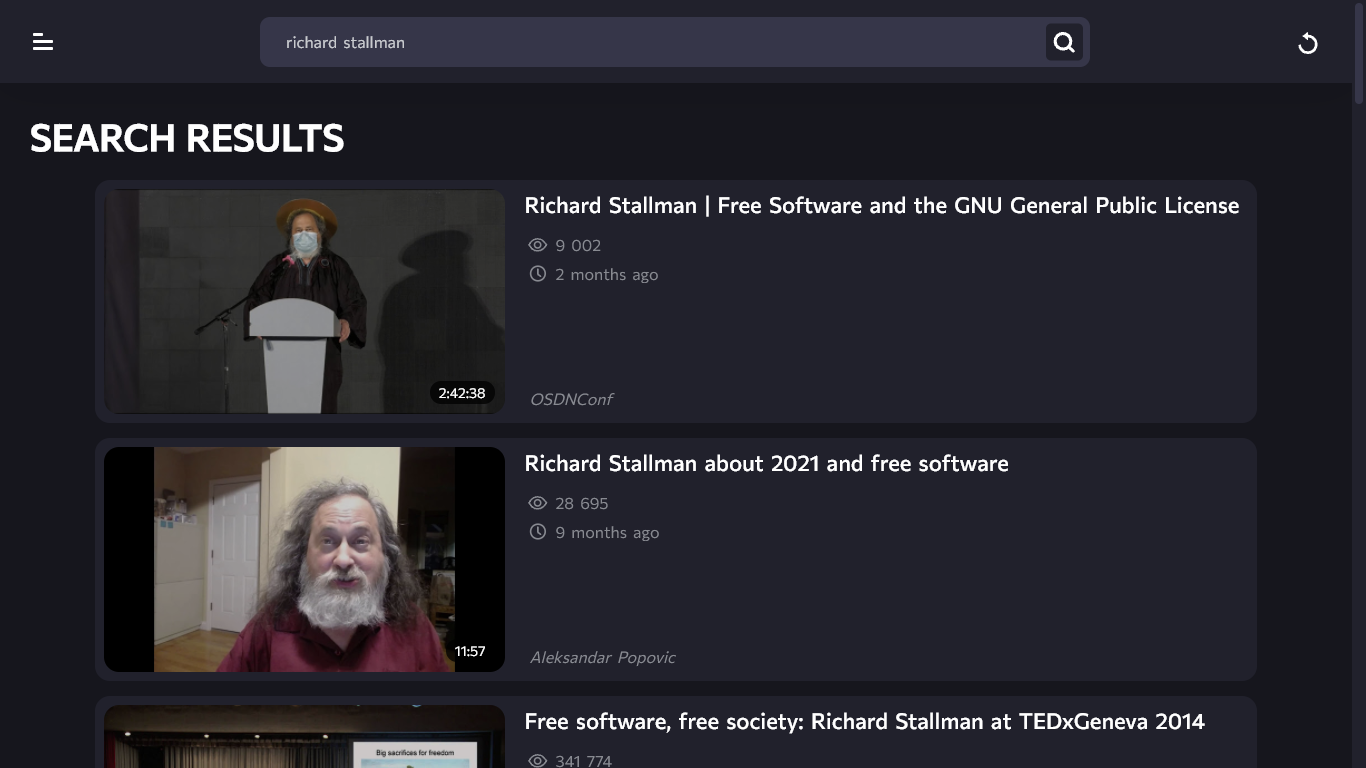 richard stallman
SEARCH RESULTS
Richard Stallman | Free Software and the GNU General Public License
9 002
2 months ago
2:42:38
OSDNConf
Richard Stallman about 2021 and free software
28 695
9 months ago
11:57
Aleksandar Popovic
Free software, free society: Richard Stallman at TEDxGeneva 2014
Big sacrifices for freedom
341 774